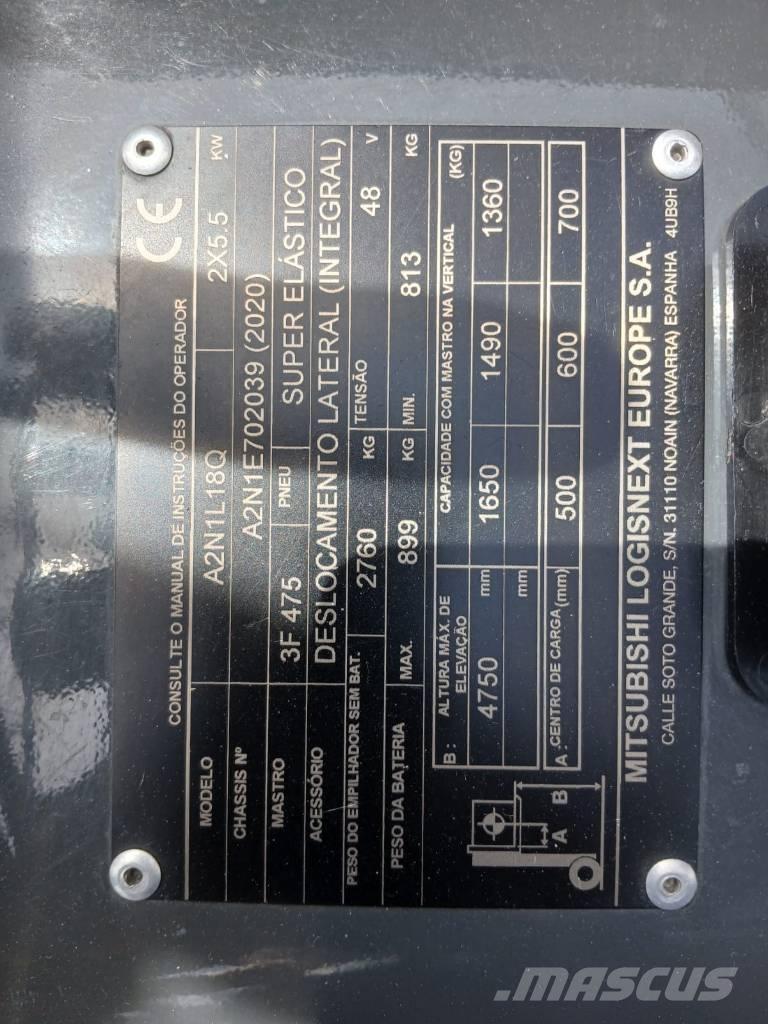 CONSULTE O MANUAL DE INSTRUÇÕES DO OPERADOR CE
MODELO A2N1L18Q 2X5.5 KW
CHASSIS Nº A2N1E702039 (2020)
MASTRO 3F 475 PNEU SUPER ELÁSTICO
ACESSÓRIO DESLOCAMENTO LATERAL (INTEGRAL)
PESO DO EMPILHADOR SEM BAT. 2760 KG TENSÃO 48 V
PESO DA BATERIA MAX. 899 KG MIN. 813 KG
B : ALTURA MÁX. DE ELEVAÇÃO CAPACIDADE COM MASTRO NA VERTICAL (KG)
4750 mm 1650 1490 1360
mm
A : CENTRO DE CARGA (mm) 500 600 700
A B
MITSUBISHI LOGISNEXT EUROPE S.A.
CALLE SOTO GRANDE, S/N. 31110 NOAIN (NAVARRA) ESPANHA 4UB9H
MASCUS